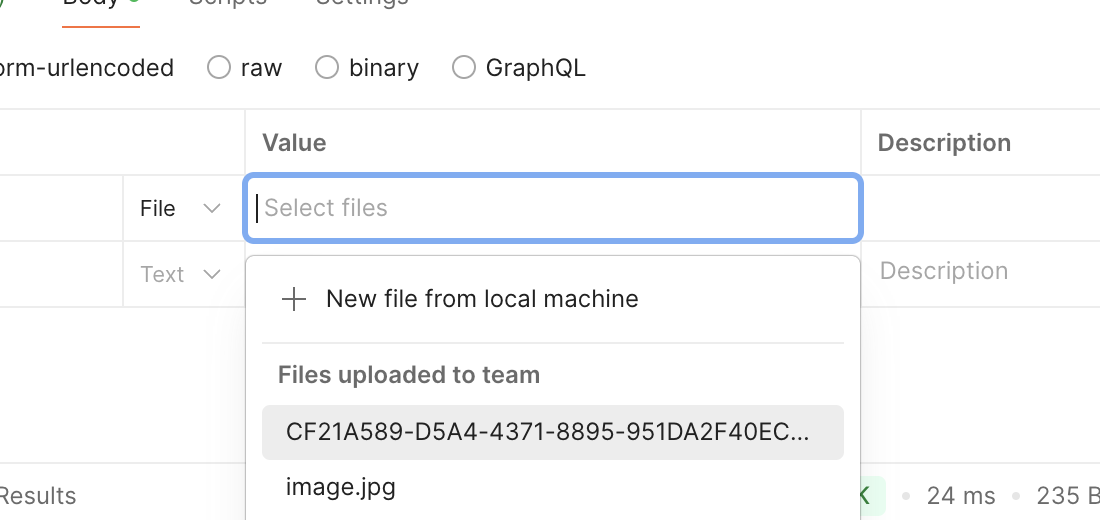 Body Scripts Settings
orm-urlencoded raw binary GraphQL
Value Description
File Select files
Text Description
New file from local machine
Files uploaded to team
CF21A589-D5A4-4371-8895-951DA2F40EC...
image.jpg
Results K 24 ms 235 B